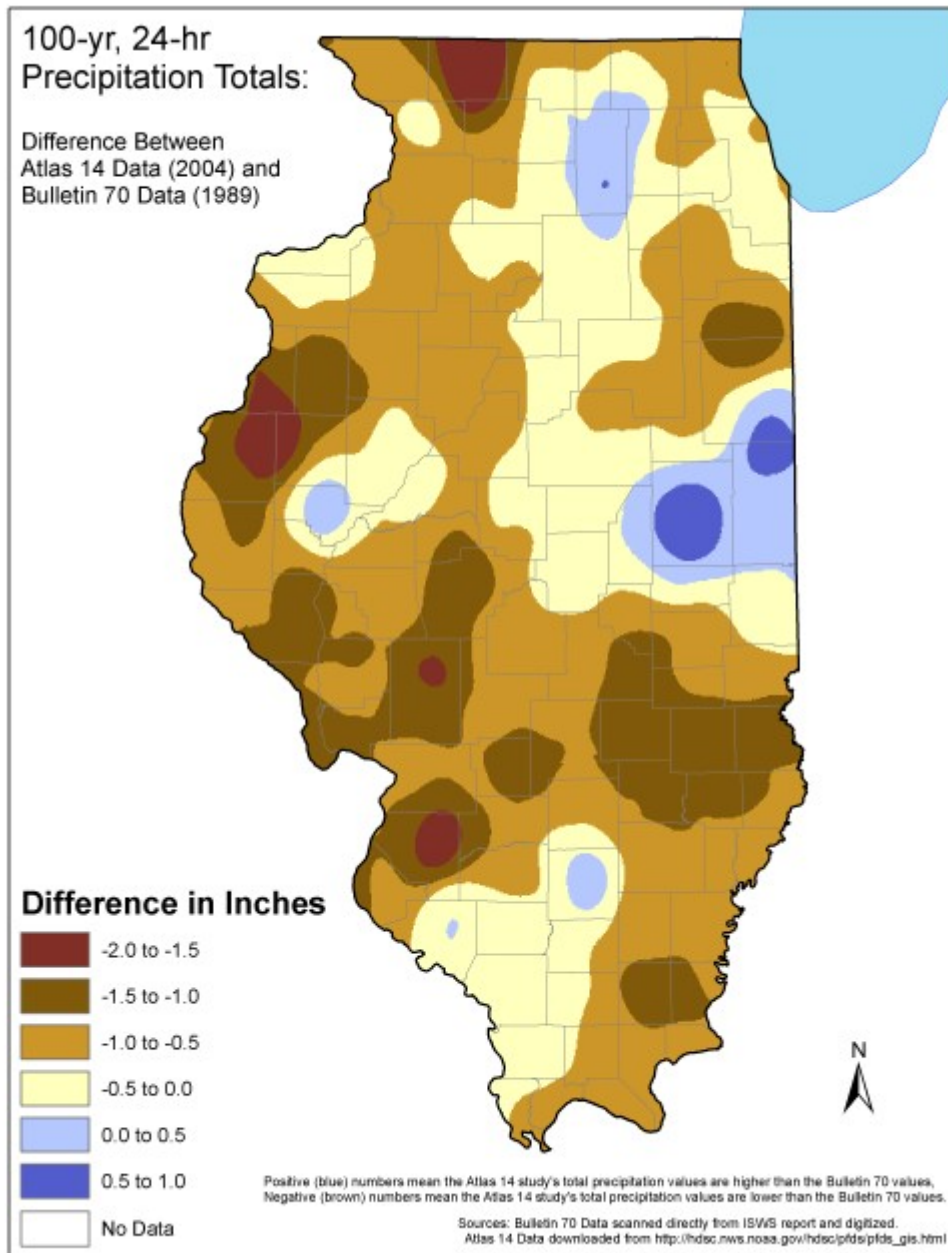 100-yr, 24-hr
Precipitation Totals:
Difference Between
Atlas 14 Data (2004) and
Bulletin 70 Data (1989)
Difference in Inches
-2.0 to -1.5
-1.5 to -1.0
-1.0 to -0.5
-0.5 to 0.0
0.0 to 0.5
0.5 to 1.0
No Data
N
Positive (blue) numbers mean the Atlas 14 study's total precipitation values are higher than the Bulletin 70 values,
Negative (brown) numbers mean the Atlas 14 study's total precipitation values are lower than the Bulletin 70 values.
Sources: Bulletin 70 Data scanned directly from ISWS report and digitized.
Atlas 14 Data downloaded from http://hdsc.nws.noaa.gov/hdsc/pfds/pfds_gis.html